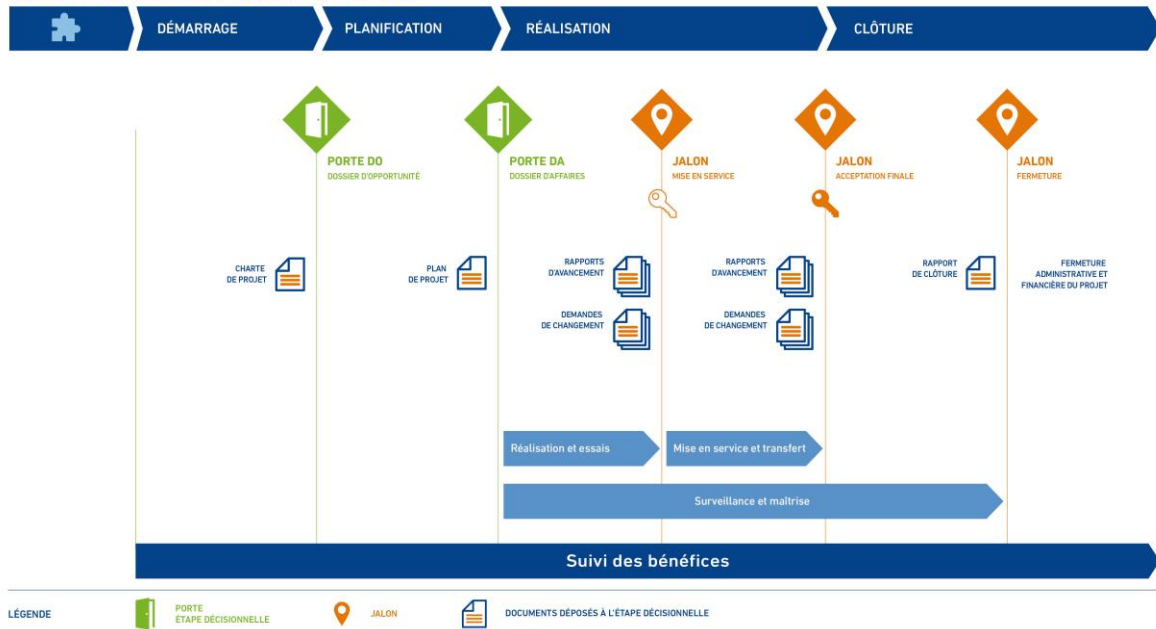 DÉMARRAGE
PLANIFICATION
RÉALISATION
CLÔTURE
PORTE DO
DOSSIER D'OPPORTUNITÉ
PORTE DA
DOSSIER D'AFFAIRES
JALON
MISE EN SERVICE
JALON
ACCEPTATION FINALE
JALON
FERMETURE
CHARTE
DE PROJET
PLAN
DE PROJET
RAPPORTS
D'AVANCEMENT
RAPPORTS
D'AVANCEMENT
RAPPORT
DE CLÔTURE
FERMETURE
ADMINISTRATIVE ET
FINANCIÈRE DU PROJET
DEMANDES
DE CHANGEMENT
DEMANDES
DE CHANGEMENT
Réalisation et essais
Mise en service et transfert
Surveillance et maîtrise
Suivi des bénéfices
LÉGENDE
PORTE
ÉTAPE DÉCISIONNELLE
JALON
DOCUMENTS DÉPOSÉS À L'ÉTAPE DÉCISIONNELLE